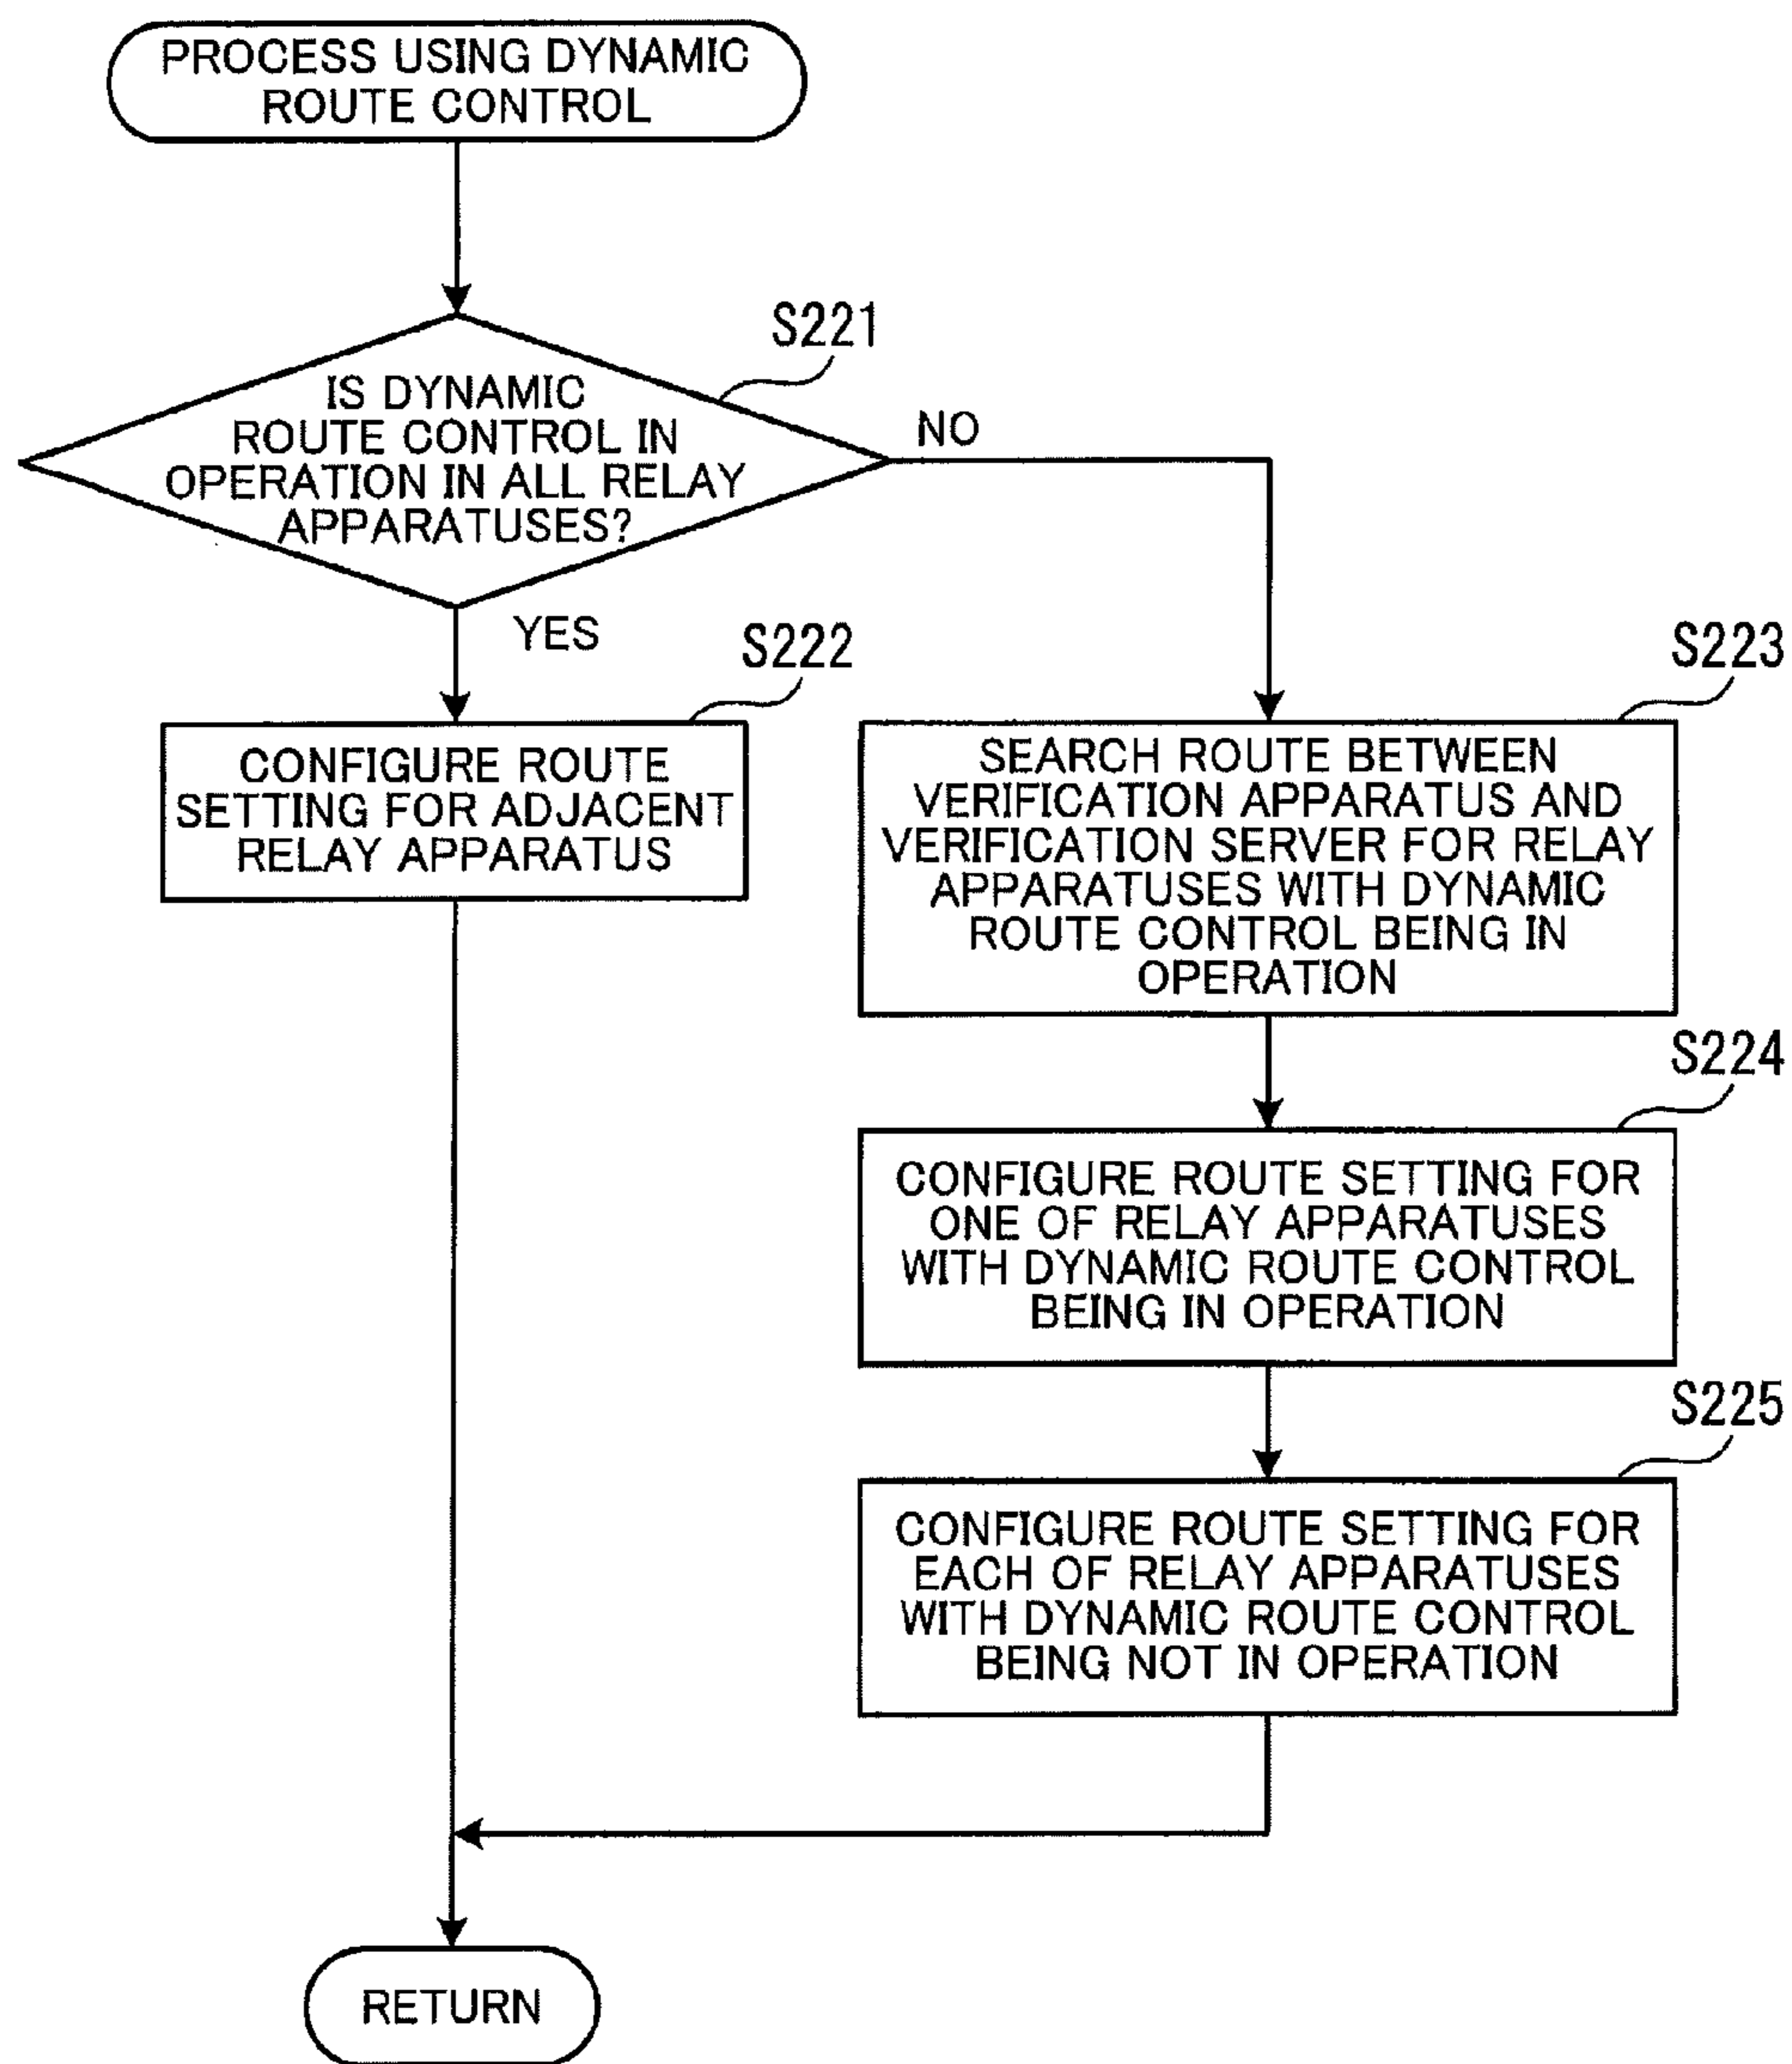 PROCESS USING DYNAMIC
ROUTE CONTROL
S221
IS DYNAMIC
ROUTE CONTROL IN
OPERATION IN ALL RELAY
APPARATUSES?
NO
YES
S222
CONFIGURE ROUTE
SETTING FOR ADJACENT
RELAY APPARATUS
S223
SEARCH ROUTE BETWEEN
VERIFICATION APPARATUS AND
VERIFICATION SERVER FOR RELAY
APPARATUSES WITH DYNAMIC
ROUTE CONTROL BEING IN
OPERATION
S224
CONFIGURE ROUTE SETTING FOR
ONE OF RELAY APPARATUSES
WITH DYNAMIC ROUTE CONTROL
BEING IN OPERATION
S225
CONFIGURE ROUTE SETTING FOR
EACH OF RELAY APPARATUSES
WITH DYNAMIC ROUTE CONTROL
BEING NOT IN OPERATION
RETURN